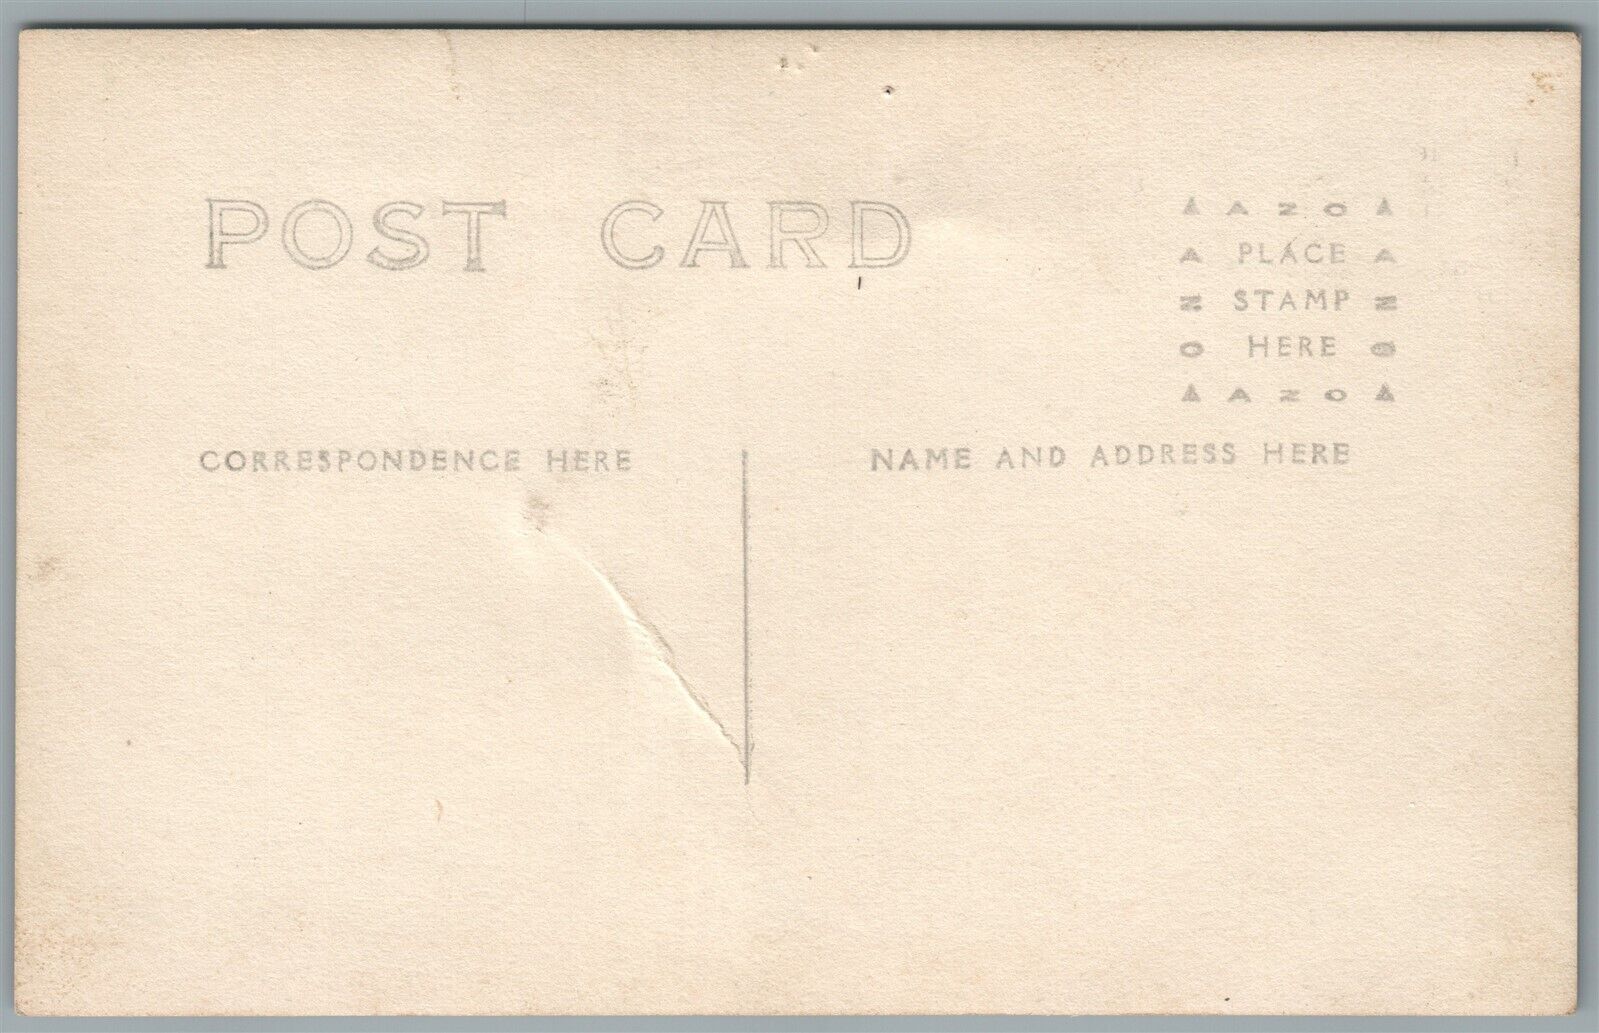 POST CARD
AZO
A PLACE A
N STAMP N
O HERE O
AZO
CORRESPONDENCE HERE
NAME AND ADDRESS HERE